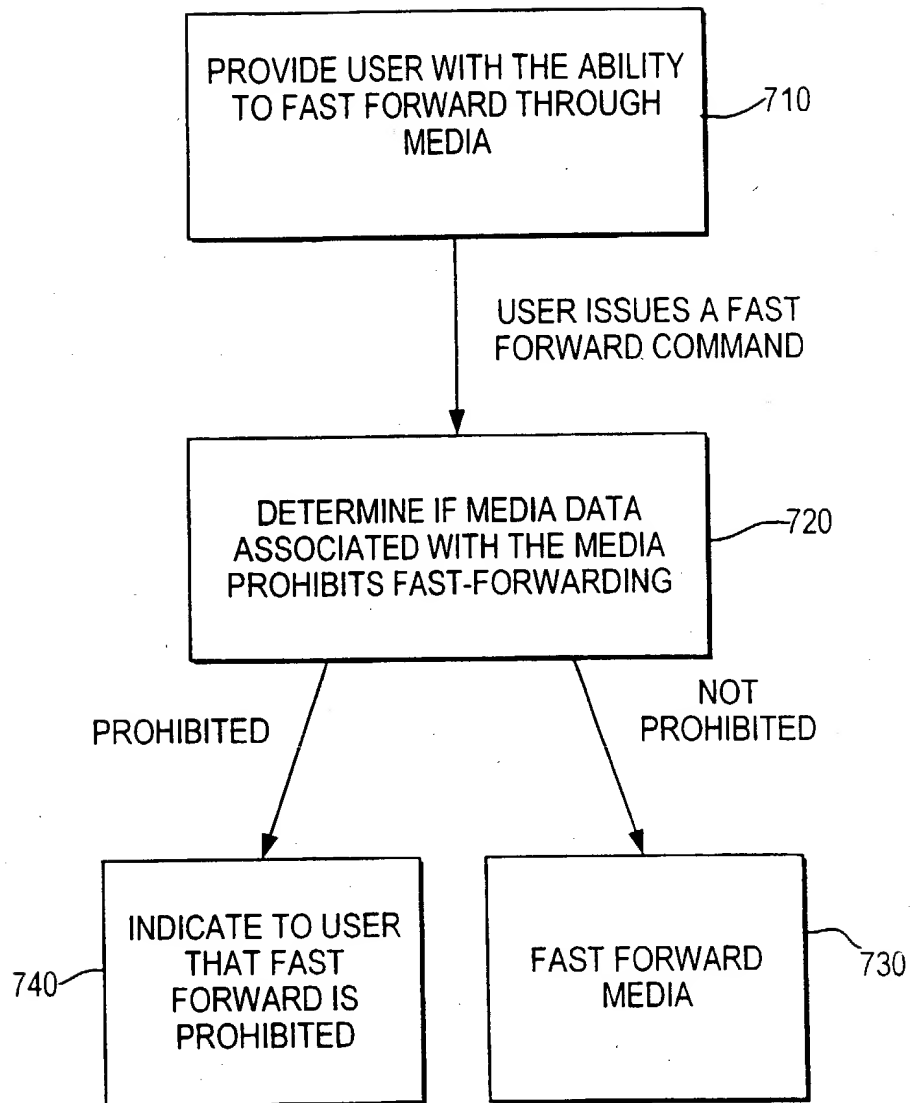 PROVIDE USER WITH THE ABILITY
TO FAST FORWARD THROUGH
MEDIA
710
USER ISSUES A FAST
FORWARD COMMAND
DETERMINE IF MEDIA DATA
ASSOCIATED WITH THE MEDIA
PROHIBITS FAST-FORWARDING
720
PROHIBITED
NOT
PROHIBITED
740
INDICATE TO USER
THAT FAST
FORWARD IS
PROHIBITED
FAST FORWARD
MEDIA
730